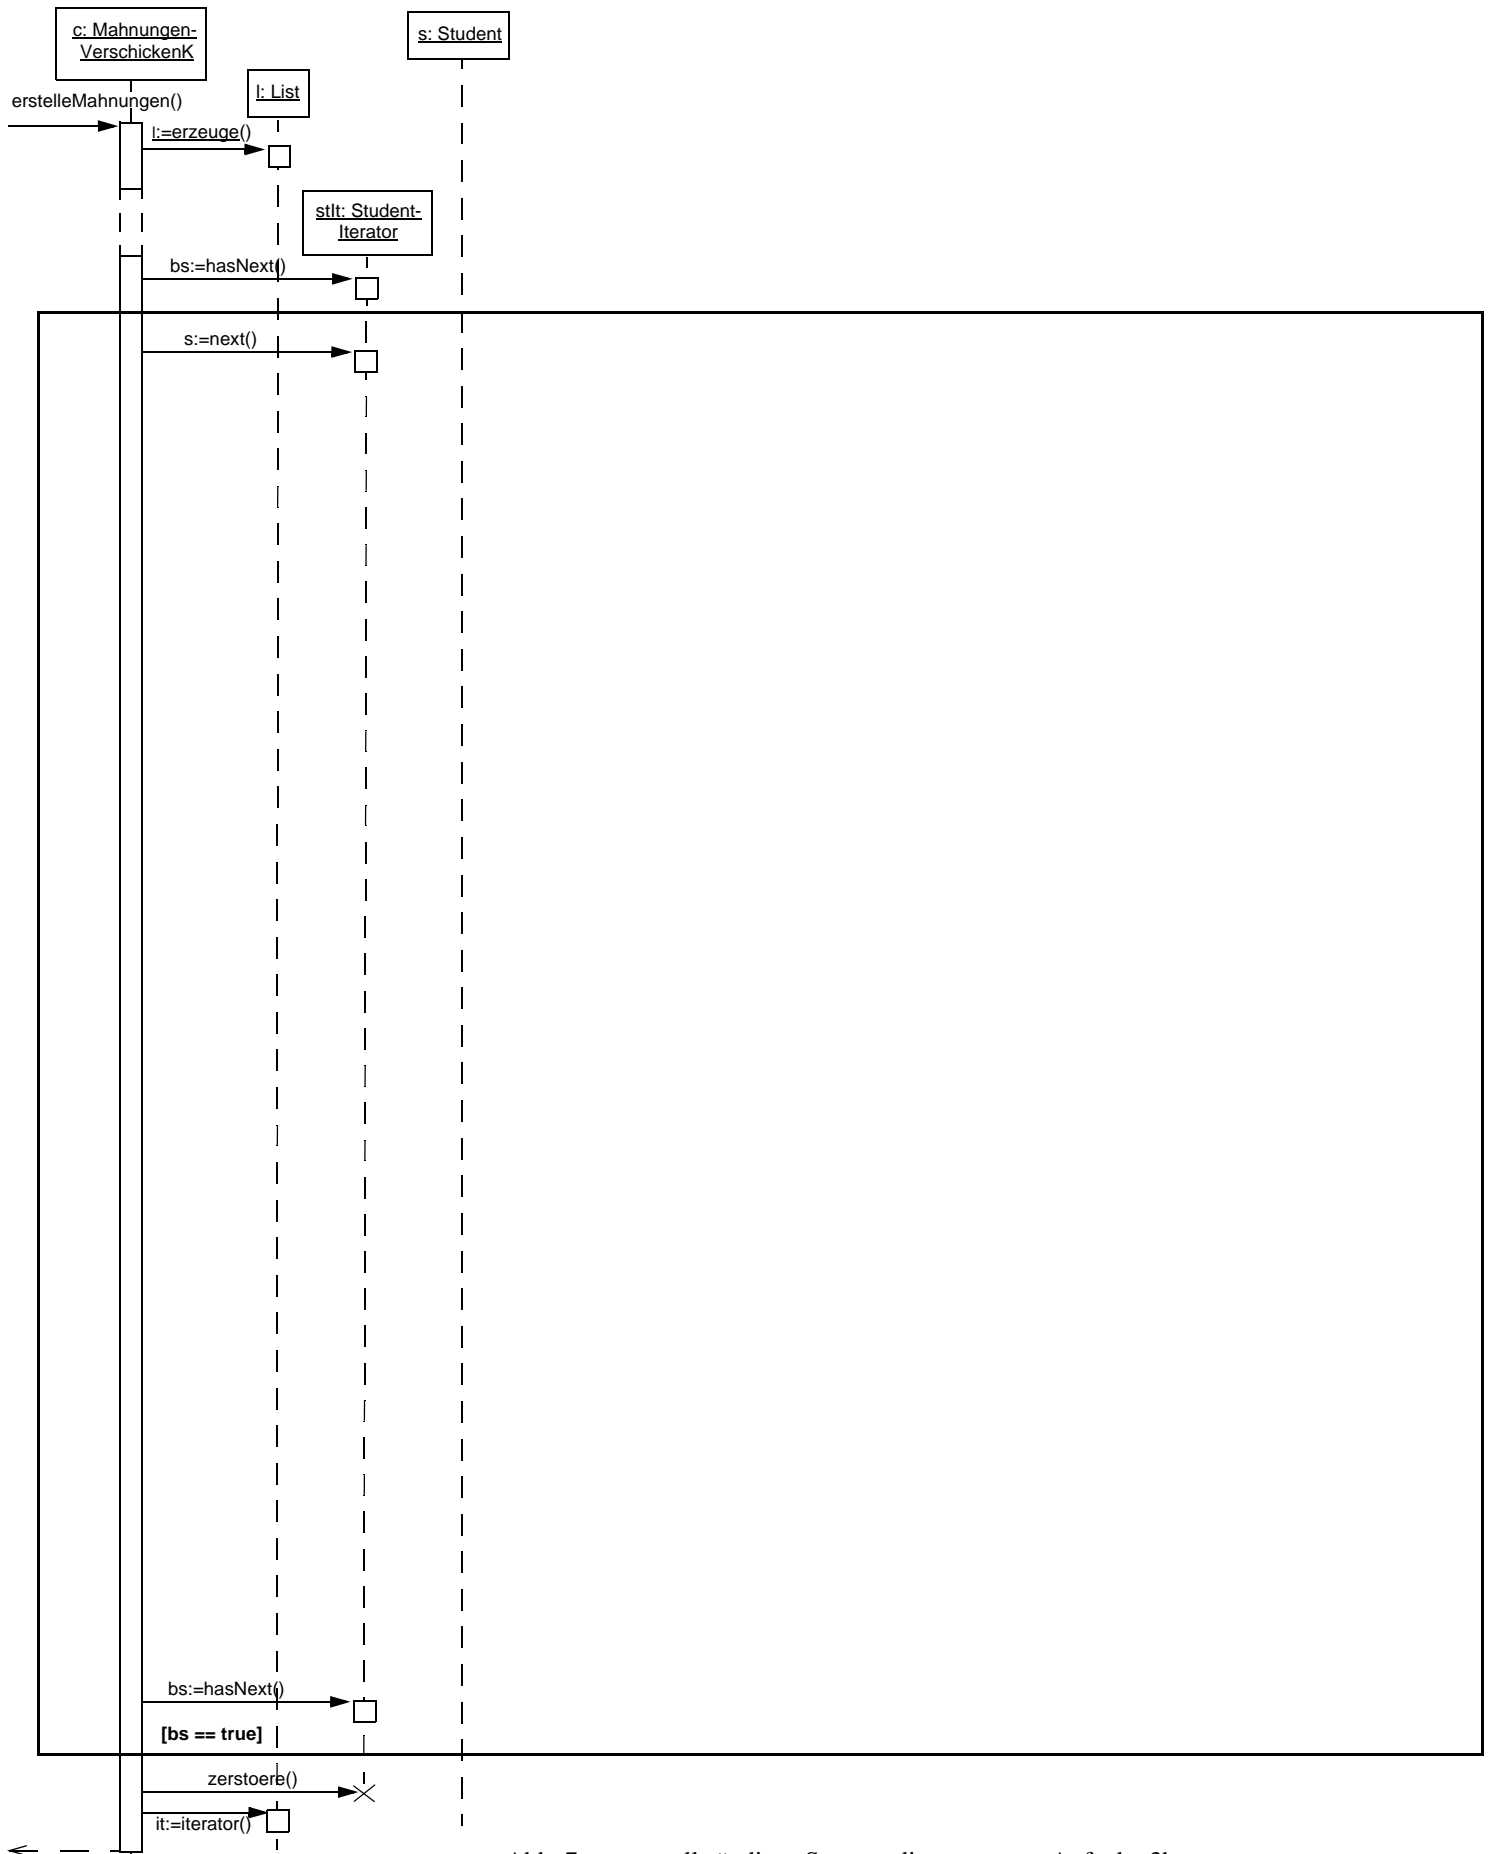 c: Mahnungen-
VerschickenK
s: Student
l: List
erstelleMahnungen()
l:=erzeuge()
stIt: Student-
Iterator
bs:=hasNext()
s:=next()
bs:=hasNext()
[bs == true]
zerstoere()
it:=iterator()